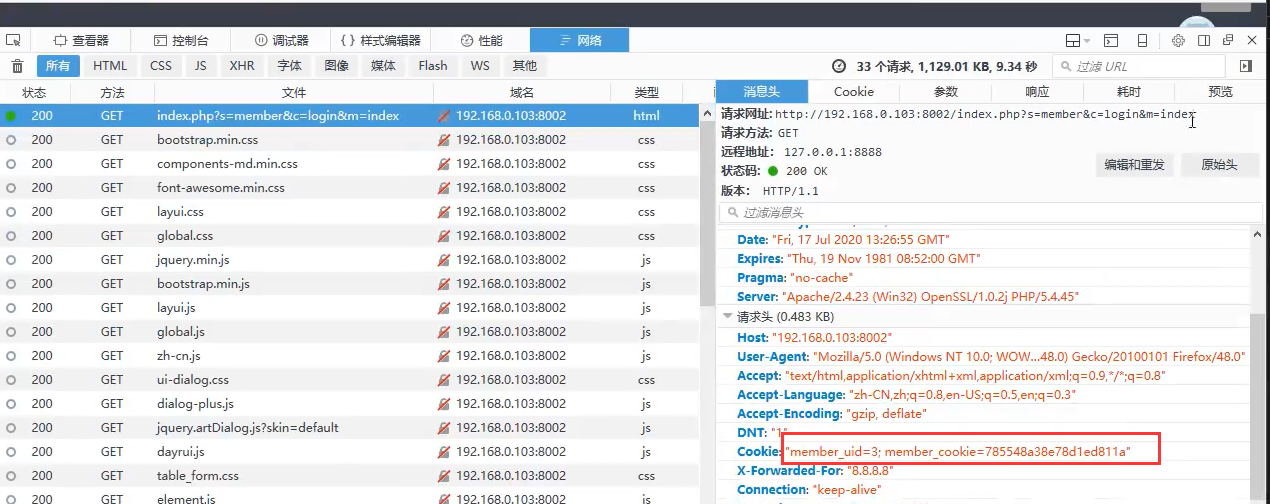 查看器 控制台 调试器 样式编辑器 性能 网络
所有 HTML CSS JS XHR 字体 图像 媒体 Flash WS 其他 33 个请求, 1,129.01 KB, 9.34 秒 过滤 URL
状态 方法 文件 域名 类型
200 GET index.php?s=member&c=login&m=index 192.168.0.103:8002 html
200 GET bootstrap.min.css 192.168.0.103:8002 css
200 GET components-md.min.css 192.168.0.103:8002 css
200 GET font-awesome.min.css 192.168.0.103:8002 css
200 GET layui.css 192.168.0.103:8002 css
200 GET global.css 192.168.0.103:8002 css
200 GET jquery.min.js 192.168.0.103:8002 js
200 GET bootstrap.min.js 192.168.0.103:8002 js
200 GET layui.js 192.168.0.103:8002 js
200 GET global.js 192.168.0.103:8002 js
200 GET zh-cn.js 192.168.0.103:8002 js
200 GET ui-dialog.css 192.168.0.103:8002 css
200 GET dialog-plus.js 192.168.0.103:8002 js
200 GET jquery.artDialog.js?skin=default 192.168.0.103:8002 js
200 GET dayrui.js 192.168.0.103:8002 js
200 GET table_form.css 192.168.0.103:8002 css
200 GET element.js 192.168.0.103:8002 js
消息头 Cookie 参数 响应 耗时 预览
请求网址:http://192.168.0.103:8002/index.php?s=member&c=login&m=index
请求方法: GET
远程地址: 127.0.0.1:8888
状态码: 200 OK
编辑和重发 原始头
版本: HTTP/1.1
过滤消息头
Date: "Fri, 17 Jul 2020 13:26:55 GMT"
Expires: "Thu, 19 Nov 1981 08:52:00 GMT"
Pragma: "no-cache"
Server: "Apache/2.4.23 (Win32) OpenSSL/1.0.2j PHP/5.4.45"
请求头 (0.483 KB)
Host: "192.168.0.103:8002"
User-Agent: "Mozilla/5.0 (Windows NT 10.0; WOW...48.0) Gecko/20100101 Firefox/48.0"
Accept: "text/html,application/xhtml+xml,application/xml;q=0.9,*/*;q=0.8"
Accept-Language: "zh-CN,zh;q=0.8,en-US;q=0.5,en;q=0.3"
Accept-Encoding: "gzip, deflate"
DNT: "1"
Cookie: "member_uid=3; member_cookie=785548a38e78d1ed811a"
X-Forwarded-For: "8.8.8.8"
Connection: "keep-alive"